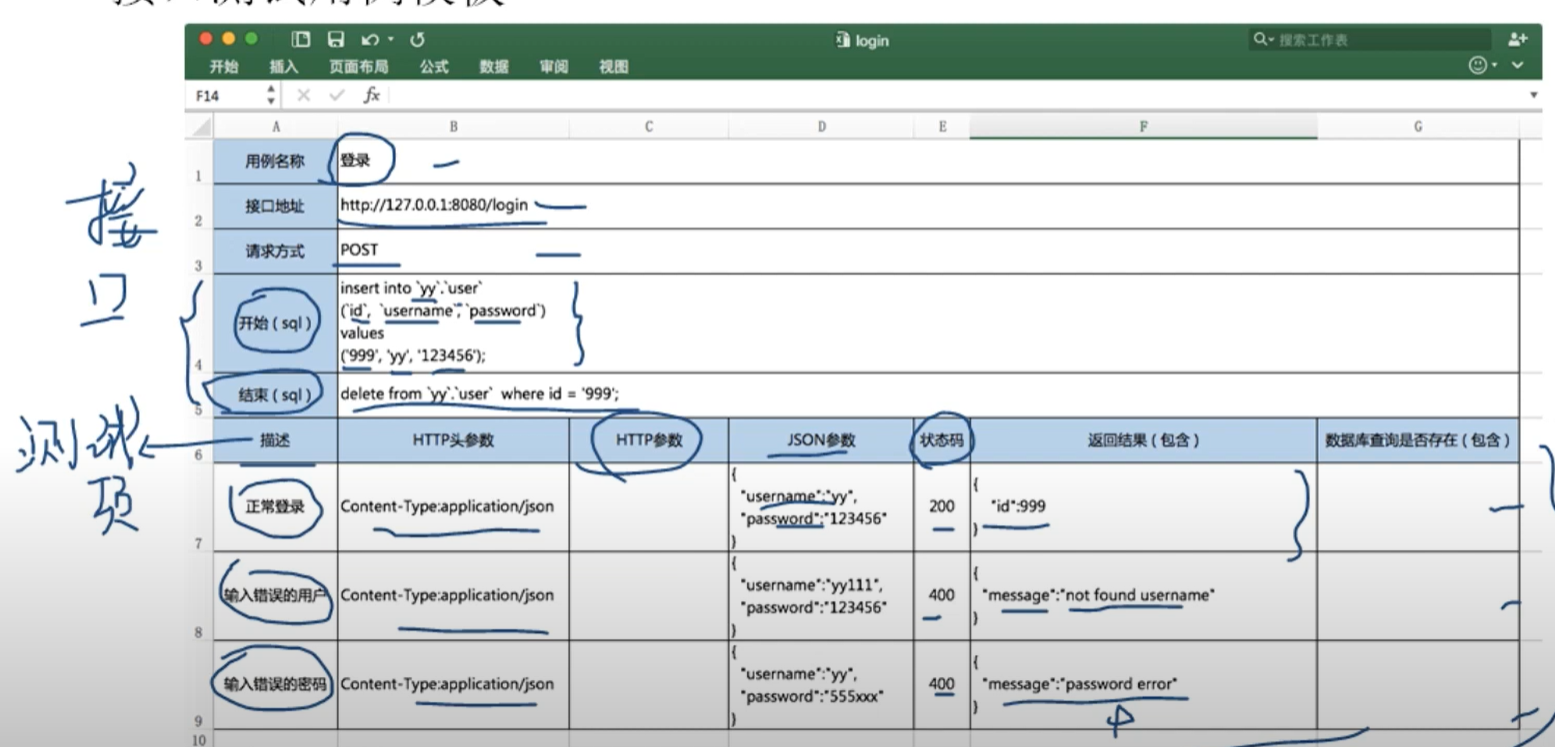 接口测试用例模板
login
搜索工作表
开始 插入 页面布局 公式 数据 审阅 视图
F14 fx
A B C D E F G
1 用例名称 登录
2 接口地址 http://127.0.0.1:8080/login
3 请求方式 POST
4 开始（sql） insert into `yy`.`user`
(`id`, `username`, `password`)
values
('999', 'yy', '123456');
5 结束（sql） delete from `yy`.`user` where id = '999';
6 描述 HTTP头参数 HTTP参数 JSON参数 状态码 返回结果（包含） 数据库查询是否存在（包含）
7 正常登录 Content-Type:application/json
{
"username":"yy",
"password":"123456"
}
200
{
"id":999
}
8 输入错误的用户 Content-Type:application/json
{
"username":"yy111",
"password":"123456"
}
400
{
"message":"not found username"
}
9 输入错误的密码 Content-Type:application/json
{
"username":"yy",
"password":"555xxx"
}
400
{
"message":"password error"
}
10
接
口
测试
项